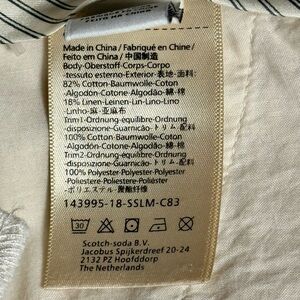 Made in China / Fabriqué en Chine /
Feito em China / 中国制造
Body-Oberstoff-Corps-Corpo
-tessuto esterno-Exterior-表地-面料:
82% Cotton-Baumwolle-Coton
-Algodón-Cotone-Algodão-綿-棉
18% Linen-Leinen-Lin-Lino-Lino
-Linho-麻-亚麻
Trim1-Ordnung-équilibre-Ordnung
-disposizione-Guarnição-トリム-配料
100% Cotton-Baumwolle-Coton
-Algodón-Cotone-Algodão-綿-棉
Trim2-Ordnung-équilibre-Ordnung
-disposizione-Guarnição-トリム-配料
100% Polyester-Polyester-Polyester
-Poliestere-Poliestere-Poliéster
-ポリエステル-聚酯纤维
143995-18-SSLM-C83
30
Scotch-soda B.V.
Jacobus Spijkerdreef 20-24
2132 PZ Hoofddorp
The Netherlands